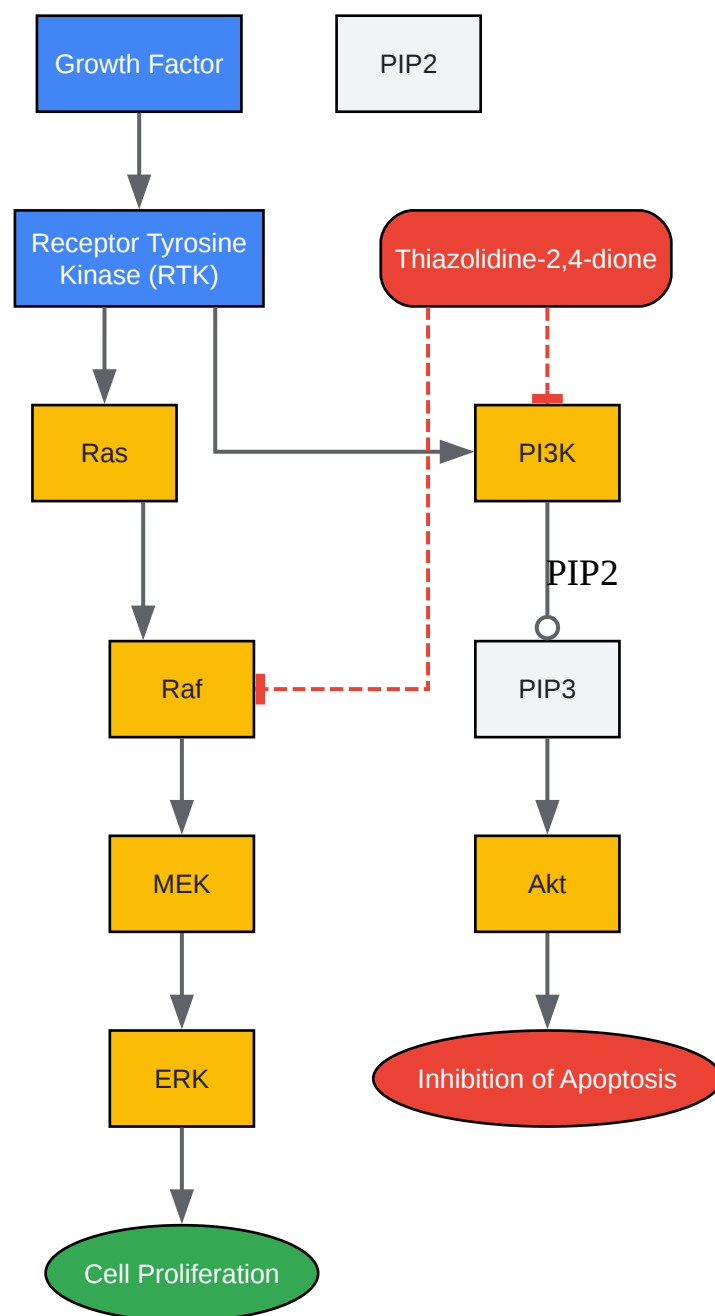 Growth Factor
PIP2
Receptor Tyrosine
Kinase (RTK)
Thiazolidine-2,4-dione
Ras
PI3K
PIP2
Raf
PIP3
MEK
Akt
ERK
Inhibition of Apoptosis
Cell Proliferation